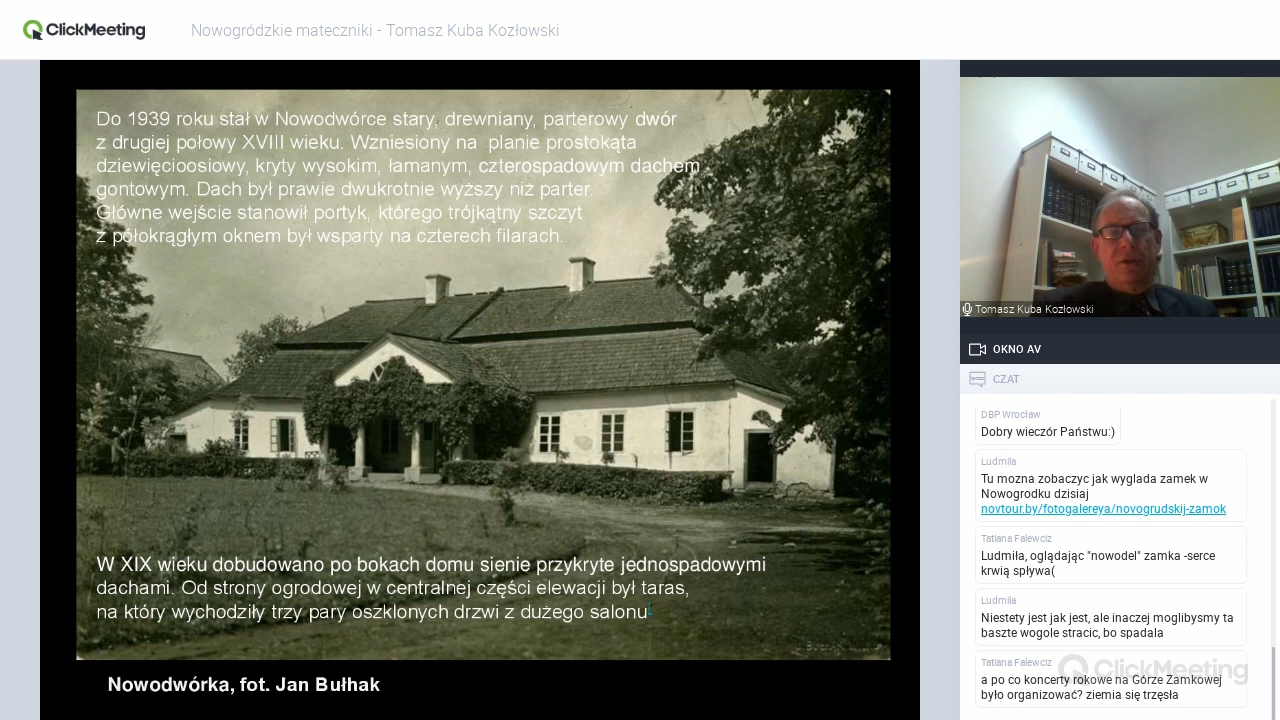 ClickMeeting
Nowogródzkie mateczniki - Tomasz Kuba Kozłowski
Do 1939 roku stał w Nowodwórce stary, drewniany, parterowy dwór
z drugiej połowy XVIII wieku. Wzniesiony na planie prostokąta
dziewięcioosiowy, kryty wysokim, łamanym, czterospadowym dachem
gontowym. Dach był prawie dwukrotnie wyższy niż parter.
Główne wejście stanowił portyk, którego trójkątny szczyt
z półokrągłym oknem był wsparty na czterech filarach.
W XIX wieku dobudowano po bokach domu sienie przykryte jednospadowymi
dachami. Od strony ogrodowej w centralnej części elewacji był taras,
na który wychodziły trzy pary oszklonych drzwi z dużego salonu
Nowodwórka, fot. Jan Bułhak
Tomasz Kuba Kozłowski
OKNO AV
CZAT
DBP Wrocław
Dobry wieczór Państwu:)
Ludmila
Tu mozna zobaczyc jak wyglada zamek w
Nowogrodku dzisiaj
novtour.by/fotogalereya/novogrudskij-zamok
Tatiana Falewciz
Ludmiła, oglądając "nowodel" zamka -serce
krwią spływa(
Ludmila
Niestety jest jak jest, ale inaczej moglibysmy ta
baszte wogole stracic, bo spadala
Tatiana Falewciz
a po co koncerty rokowe na Górze Zamkowej
było organizować? ziemia się trzęsła
ClickMeeting